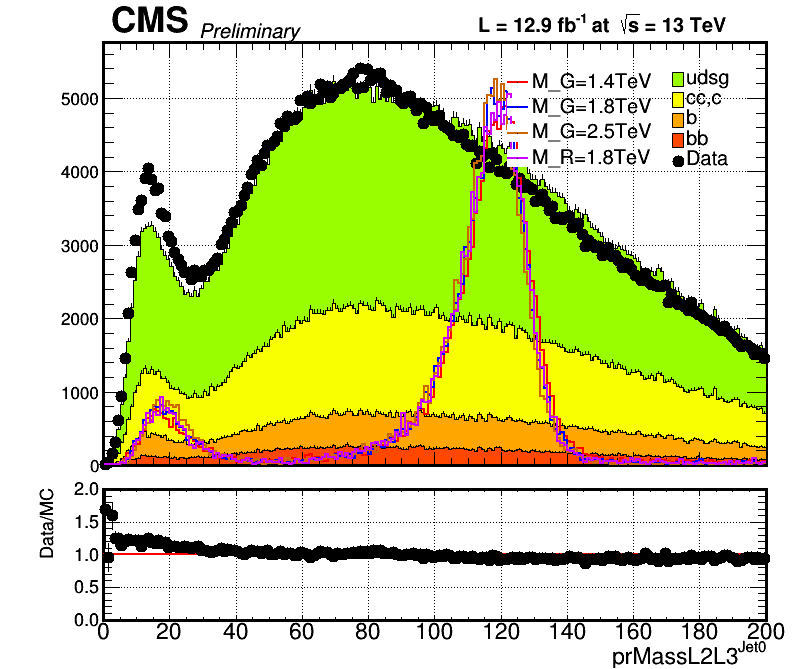 CMS Preliminary L = 12.9 fb⁻¹ at √s = 13 TeV
5000
4000
3000
2000
1000
0
M_G=1.4TeV
M_G=1.8TeV
M_G=2.5TeV
M_R=1.8TeV
udsg
cc,c
b
bb
Data
Data/MC
2.0
1.5
1.0
0.5
0.0
0 20 40 60 80 100 120 140 160 180 200
prMassL2L3^Jet0